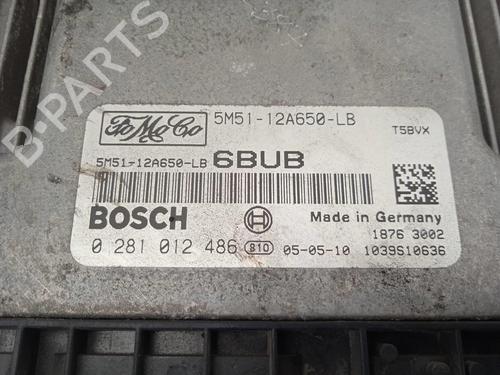 B-PARTS
FoMoCo
5M51-12A650-LB
T5BVX
5M51-12A650-LB 6BUB
BOSCH
Made in Germany
1876 3002
0 281 012 486 810 05-05-10 1039S10636